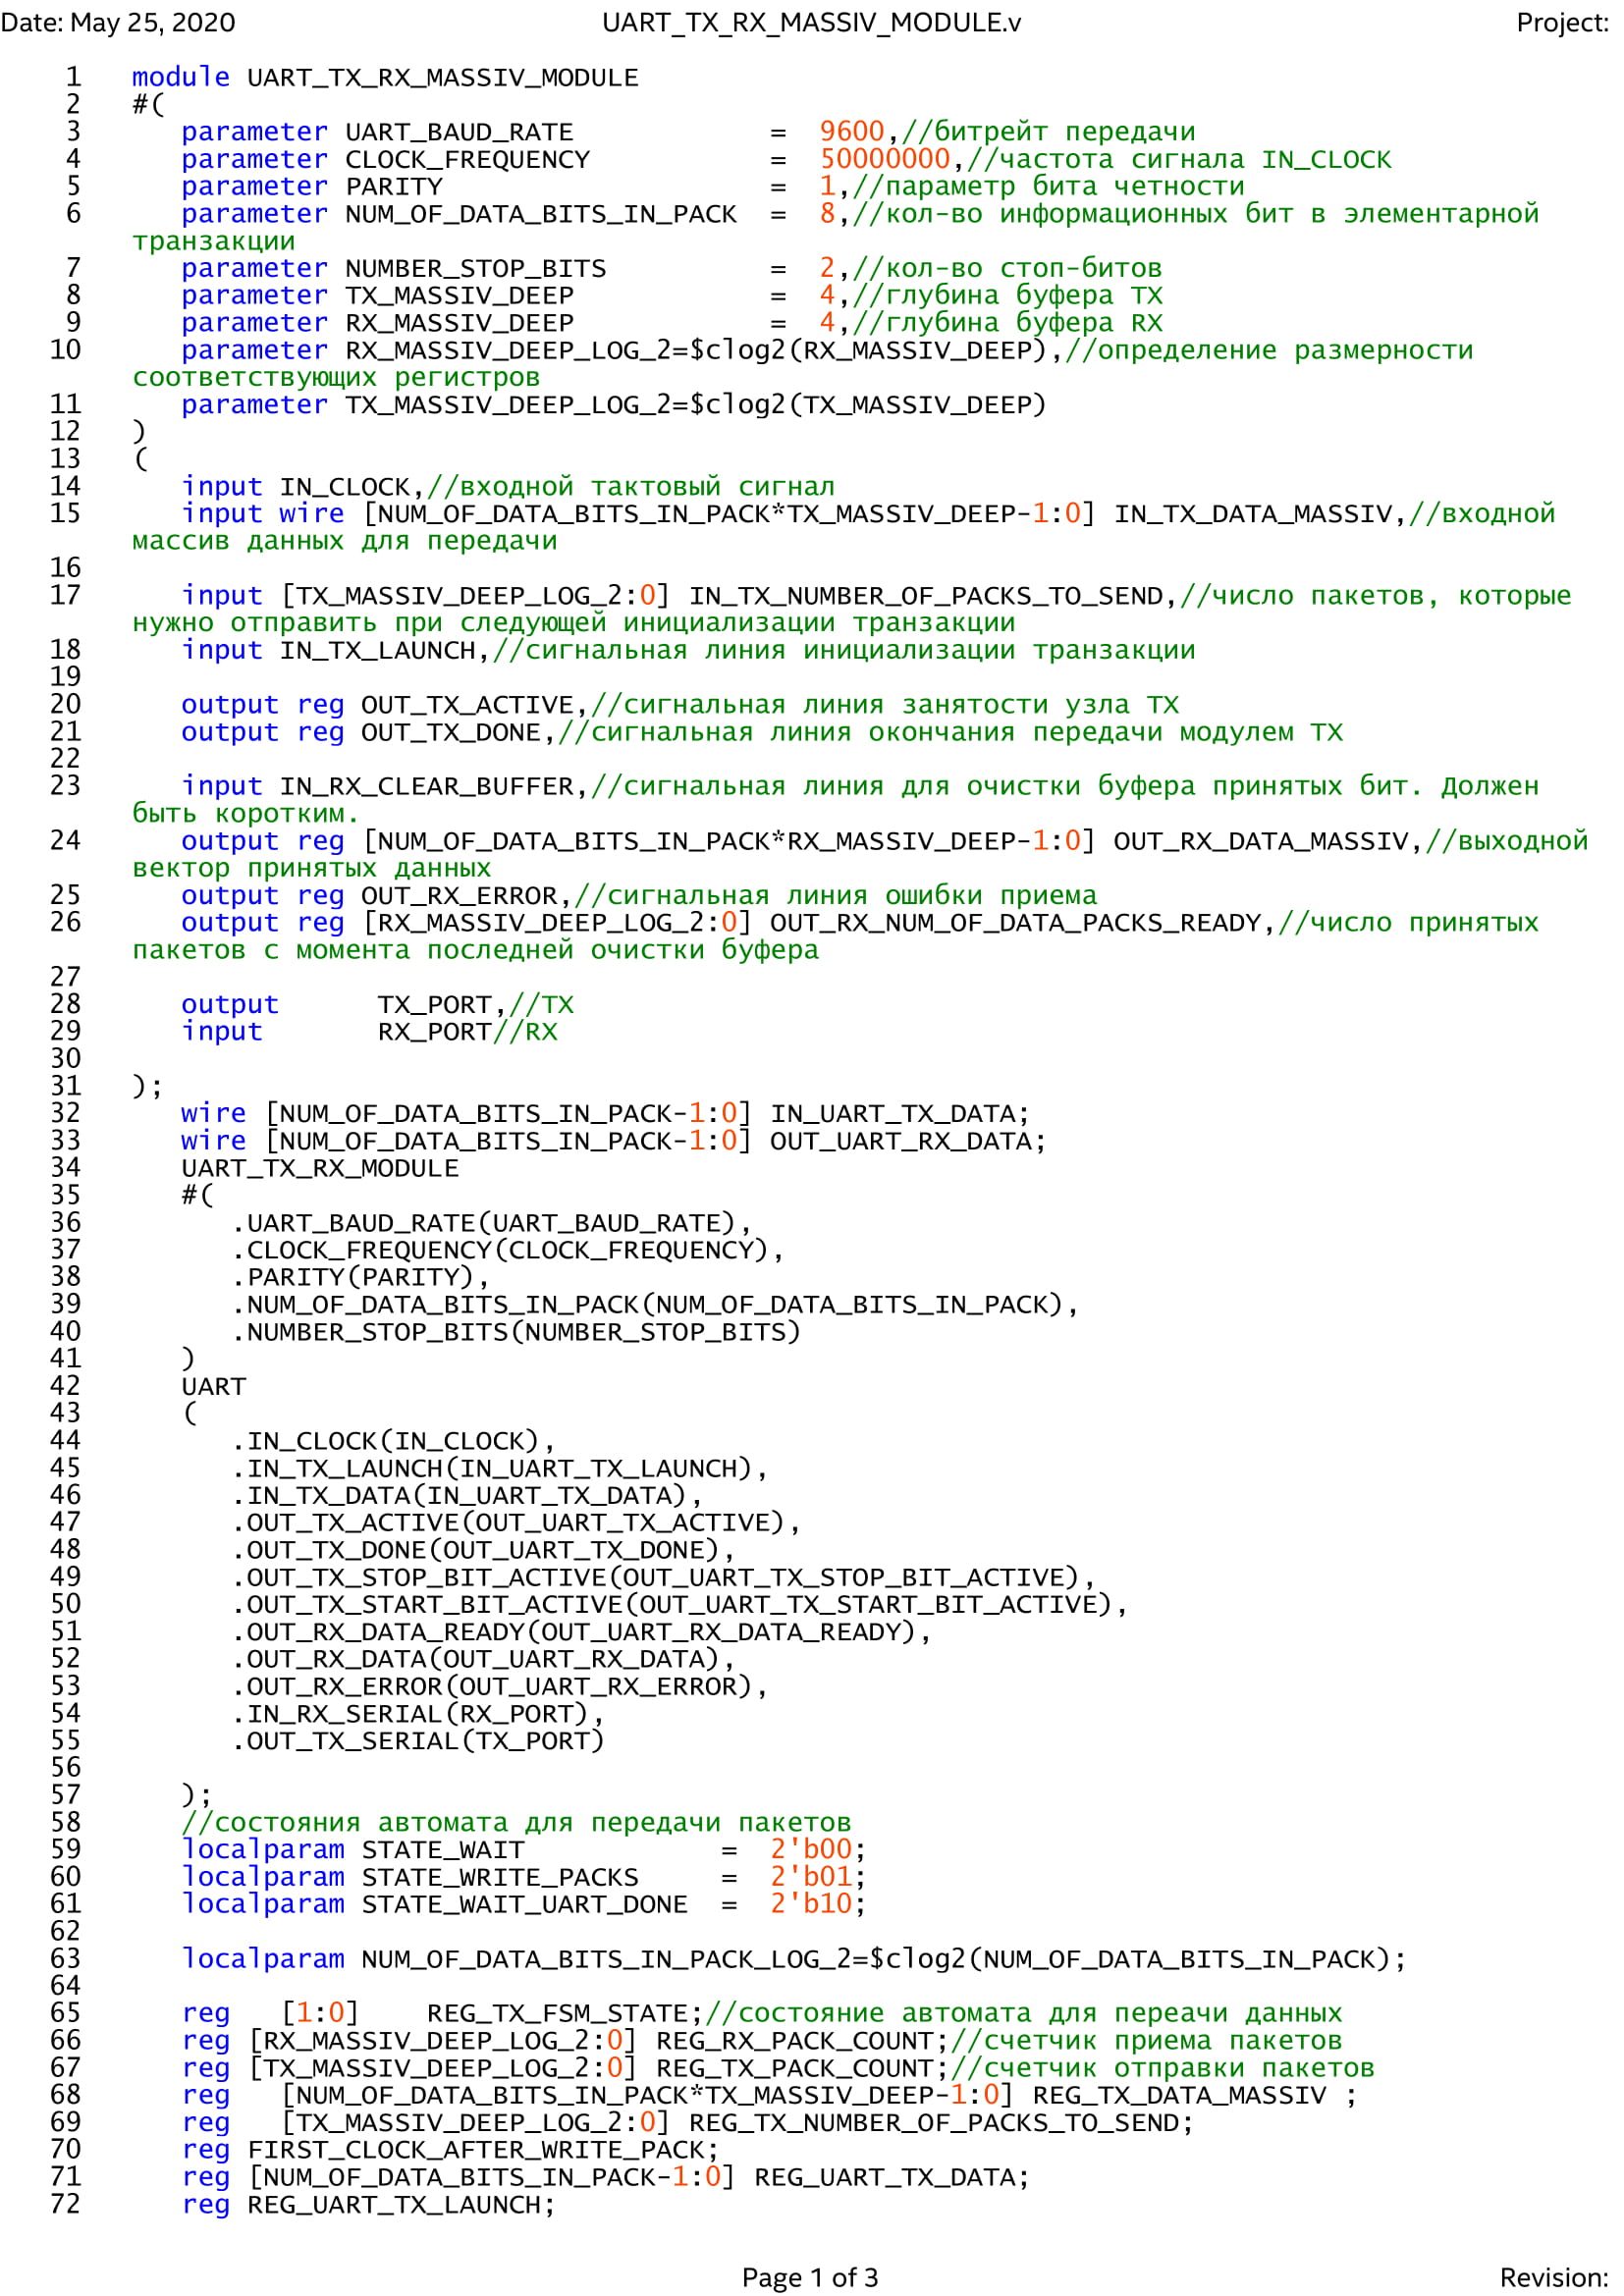 Date: May 25, 2020 UART_TX_RX_MASSIV_MODULE.v Project:
1 module UART_TX_RX_MASSIV_MODULE
2 #(
3 parameter UART_BAUD_RATE = 9600,//битрейт передачи
4 parameter CLOCK_FREQUENCY = 50000000,//частота сигнала IN_CLOCK
5 parameter PARITY = 1,//параметр бита четности
6 parameter NUM_OF_DATA_BITS_IN_PACK = 8,//кол-во информационных бит в элементарной
транзакции
7 parameter NUMBER_STOP_BITS = 2,//кол-во стоп-битов
8 parameter TX_MASSIV_DEEP = 4,//глубина буфера TX
9 parameter RX_MASSIV_DEEP = 4,//глубина буфера RX
10 parameter RX_MASSIV_DEEP_LOG_2=$clog2(RX_MASSIV_DEEP),//определение размерности
соответствующих регистров
11 parameter TX_MASSIV_DEEP_LOG_2=$clog2(TX_MASSIV_DEEP)
12 )
13 (
14 input IN_CLOCK,//входной тактовый сигнал
15 input wire [NUM_OF_DATA_BITS_IN_PACK*TX_MASSIV_DEEP-1:0] IN_TX_DATA_MASSIV,//входной
массив данных для передачи
16
17 input [TX_MASSIV_DEEP_LOG_2:0] IN_TX_NUMBER_OF_PACKS_TO_SEND,//число пакетов, которые
нужно отправить при следующей инициализации транзакции
18 input IN_TX_LAUNCH,//сигнальная линия инициализации транзакции
19
20 output reg OUT_TX_ACTIVE,//сигнальная линия занятости узла TX
21 output reg OUT_TX_DONE,//сигнальная линия окончания передачи модулем TX
22
23 input IN_RX_CLEAR_BUFFER,//сигнальная линия для очистки буфера принятых бит. Должен
быть коротким.
24 output reg [NUM_OF_DATA_BITS_IN_PACK*RX_MASSIV_DEEP-1:0] OUT_RX_DATA_MASSIV,//выходной
вектор принятых данных
25 output reg OUT_RX_ERROR,//сигнальная линия ошибки приема
26 output reg [RX_MASSIV_DEEP_LOG_2:0] OUT_RX_NUM_OF_DATA_PACKS_READY,//число принятых
пакетов с момента последней очистки буфера
27
28 output TX_PORT,//TX
29 input RX_PORT//RX
30
31 );
32 wire [NUM_OF_DATA_BITS_IN_PACK-1:0] IN_UART_TX_DATA;
33 wire [NUM_OF_DATA_BITS_IN_PACK-1:0] OUT_UART_RX_DATA;
34 UART_TX_RX_MODULE
35 #(
36 .UART_BAUD_RATE(UART_BAUD_RATE),
37 .CLOCK_FREQUENCY(CLOCK_FREQUENCY),
38 .PARITY(PARITY),
39 .NUM_OF_DATA_BITS_IN_PACK(NUM_OF_DATA_BITS_IN_PACK),
40 .NUMBER_STOP_BITS(NUMBER_STOP_BITS)
41 )
42 UART
43 (
44 .IN_CLOCK(IN_CLOCK),
45 .IN_TX_LAUNCH(IN_UART_TX_LAUNCH),
46 .IN_TX_DATA(IN_UART_TX_DATA),
47 .OUT_TX_ACTIVE(OUT_UART_TX_ACTIVE),
48 .OUT_TX_DONE(OUT_UART_TX_DONE),
49 .OUT_TX_STOP_BIT_ACTIVE(OUT_UART_TX_STOP_BIT_ACTIVE),
50 .OUT_TX_START_BIT_ACTIVE(OUT_UART_TX_START_BIT_ACTIVE),
51 .OUT_RX_DATA_READY(OUT_UART_RX_DATA_READY),
52 .OUT_RX_DATA(OUT_UART_RX_DATA),
53 .OUT_RX_ERROR(OUT_UART_RX_ERROR),
54 .IN_RX_SERIAL(RX_PORT),
55 .OUT_TX_SERIAL(TX_PORT)
56
57 );
58 //состояния автомата для передачи пакетов
59 localparam STATE_WAIT = 2'b00;
60 localparam STATE_WRITE_PACKS = 2'b01;
61 localparam STATE_WAIT_UART_DONE = 2'b10;
62
63 localparam NUM_OF_DATA_BITS_IN_PACK_LOG_2=$clog2(NUM_OF_DATA_BITS_IN_PACK);
64
65 reg [1:0] REG_TX_FSM_STATE;//состояние автомата для переачи данных
66 reg [RX_MASSIV_DEEP_LOG_2:0] REG_RX_PACK_COUNT;//счетчик приема пакетов
67 reg [TX_MASSIV_DEEP_LOG_2:0] REG_TX_PACK_COUNT;//счетчик отправки пакетов
68 reg [NUM_OF_DATA_BITS_IN_PACK*TX_MASSIV_DEEP-1:0] REG_TX_DATA_MASSIV ;
69 reg [TX_MASSIV_DEEP_LOG_2:0] REG_TX_NUMBER_OF_PACKS_TO_SEND;
70 reg FIRST_CLOCK_AFTER_WRITE_PACK;
71 reg [NUM_OF_DATA_BITS_IN_PACK-1:0] REG_UART_TX_DATA;
72 reg REG_UART_TX_LAUNCH;
Page 1 of 3 Revision: